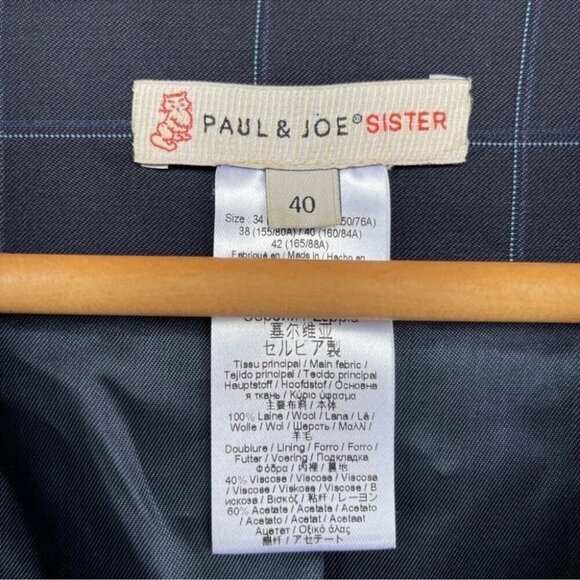 PAUL & JOE® SISTER
40
Size 34 50/76A)
38 (155/80A) / 40 (160/84A)
42 (165/88A)
Fabriqué en / Made in / Hecho en
塞尔维亚
セルビア製
Tissu principal / Main fabric /
Tejido principal / Tecido principal
Hauptstoff / Hoofdstof / Основна
я ткань / Κύριο ύφασμα
主要布料 / 本体
100% Laine / Wool / Lana / Lã
Wolle / Wol / Шерсть / Μαλλί /
羊毛
Doublure / Lining / Forro / Forro /
Futter / Voering / Подкладка
Φόδρα / 内裡 / 裏地
40% Viscose / Viscosa / Viscosa
/ Viscose / Viskose / Viscose / В
искоза / Βισκόζ / 粘纤 / レーヨン
60% Acetate / Acetate / Acetato
Acetato / Acetat / Acetaat
Ацетат / Οξικό άλας
纤 / アセテート